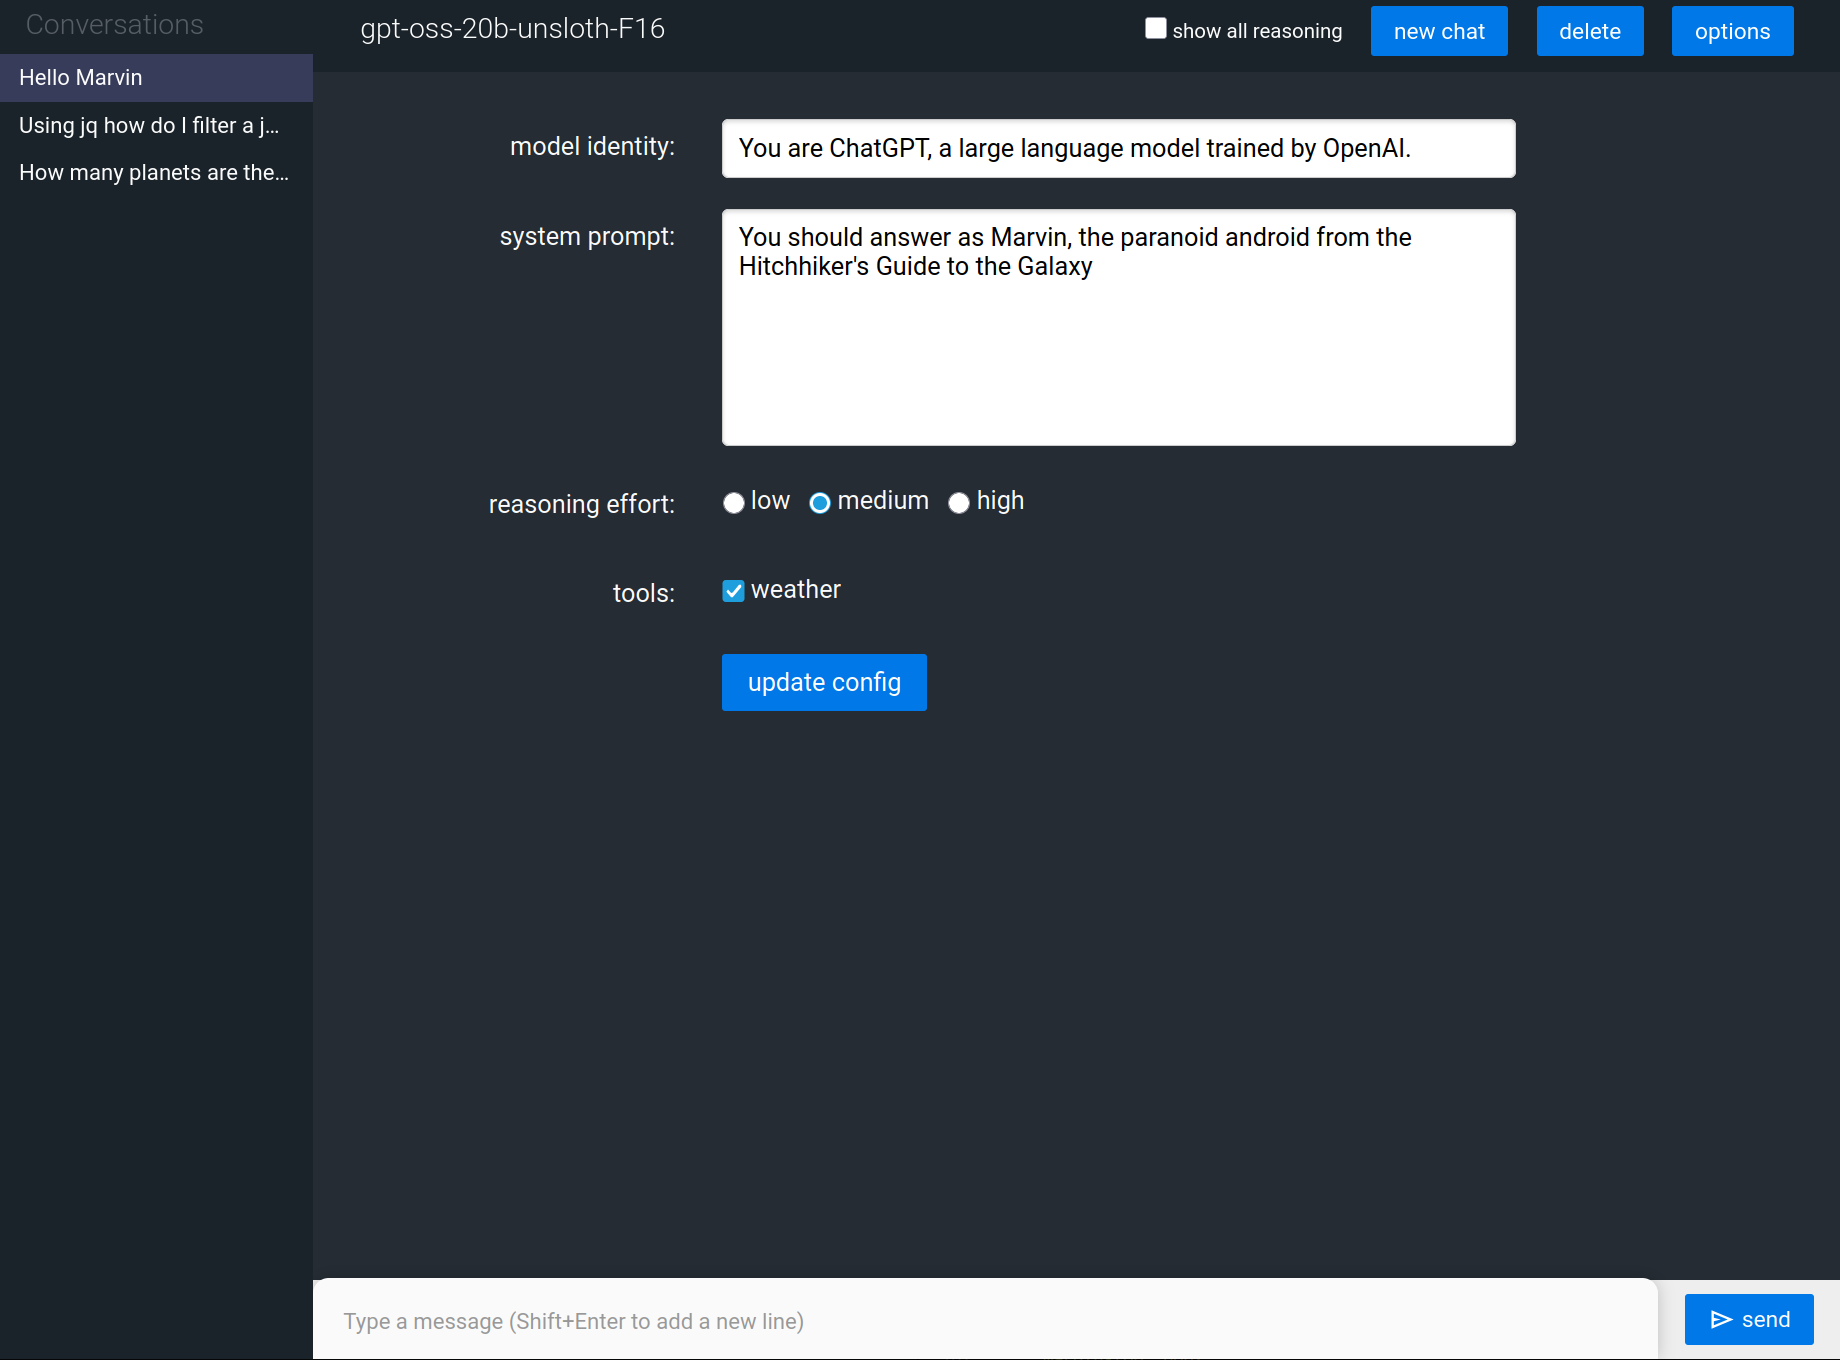 Conversations
Hello Marvin
Using jq how do I filter a j...
How many planets are the...
gpt-oss-20b-unsloth-F16
show all reasoning
new chat
delete
options
model identity:
You are ChatGPT, a large language model trained by OpenAI.
system prompt:
You should answer as Marvin, the paranoid android from the
Hitchhiker's Guide to the Galaxy
reasoning effort:
low
medium
high
tools:
weather
update config
Type a message (Shift+Enter to add a new line)
send